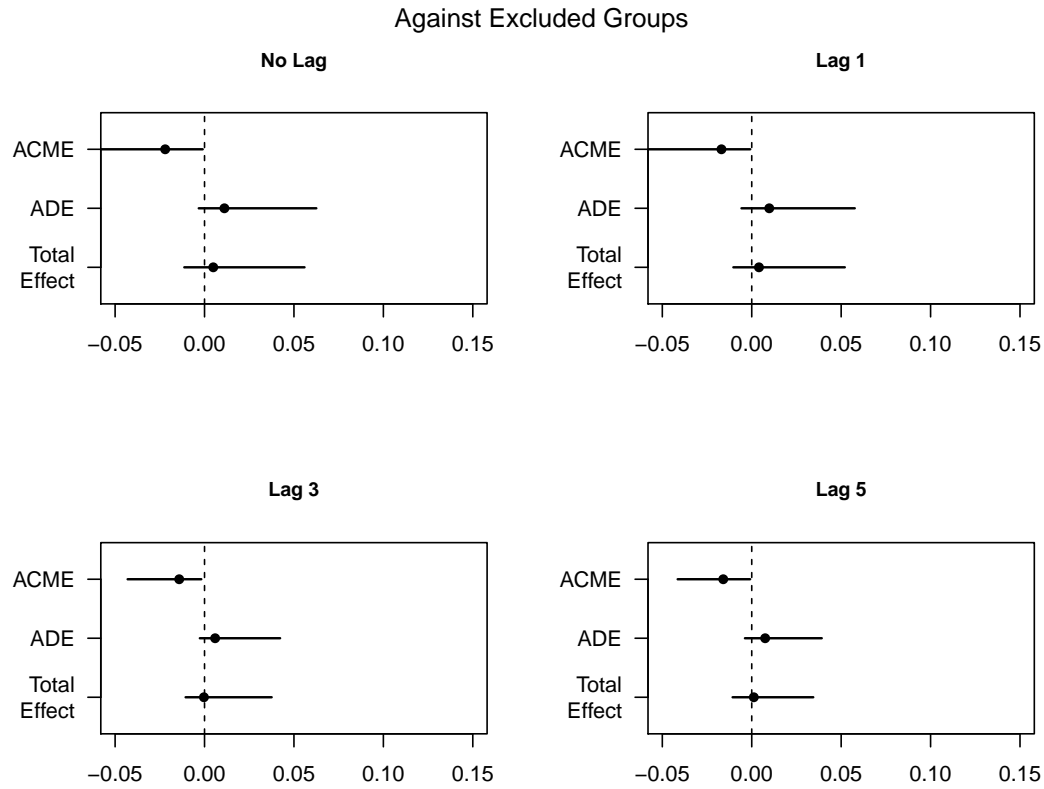 Against Excluded Groups
No Lag
ACME
ADE
Total
Effect
−0.05 0.00 0.05 0.10 0.15
Lag 1
ACME
ADE
Total
Effect
−0.05 0.00 0.05 0.10 0.15
Lag 3
ACME
ADE
Total
Effect
−0.05 0.00 0.05 0.10 0.15
Lag 5
ACME
ADE
Total
Effect
−0.05 0.00 0.05 0.10 0.15